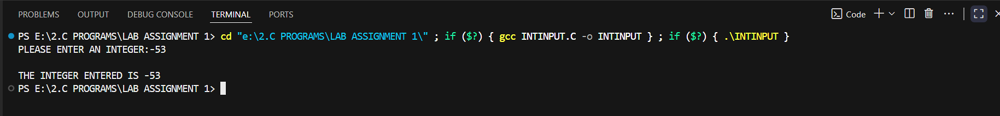 PROBLEMS OUTPUT DEBUG CONSOLE TERMINAL PORTS Code
PS E:\2.C PROGRAMS\LAB ASSIGNMENT 1> cd "e:\2.C PROGRAMS\LAB ASSIGNMENT 1\" ; if ($?) { gcc INTINPUT.C -o INTINPUT } ; if ($?) { .\INTINPUT }
PLEASE ENTER AN INTEGER:-53
THE INTEGER ENTERED IS -53
PS E:\2.C PROGRAMS\LAB ASSIGNMENT 1>